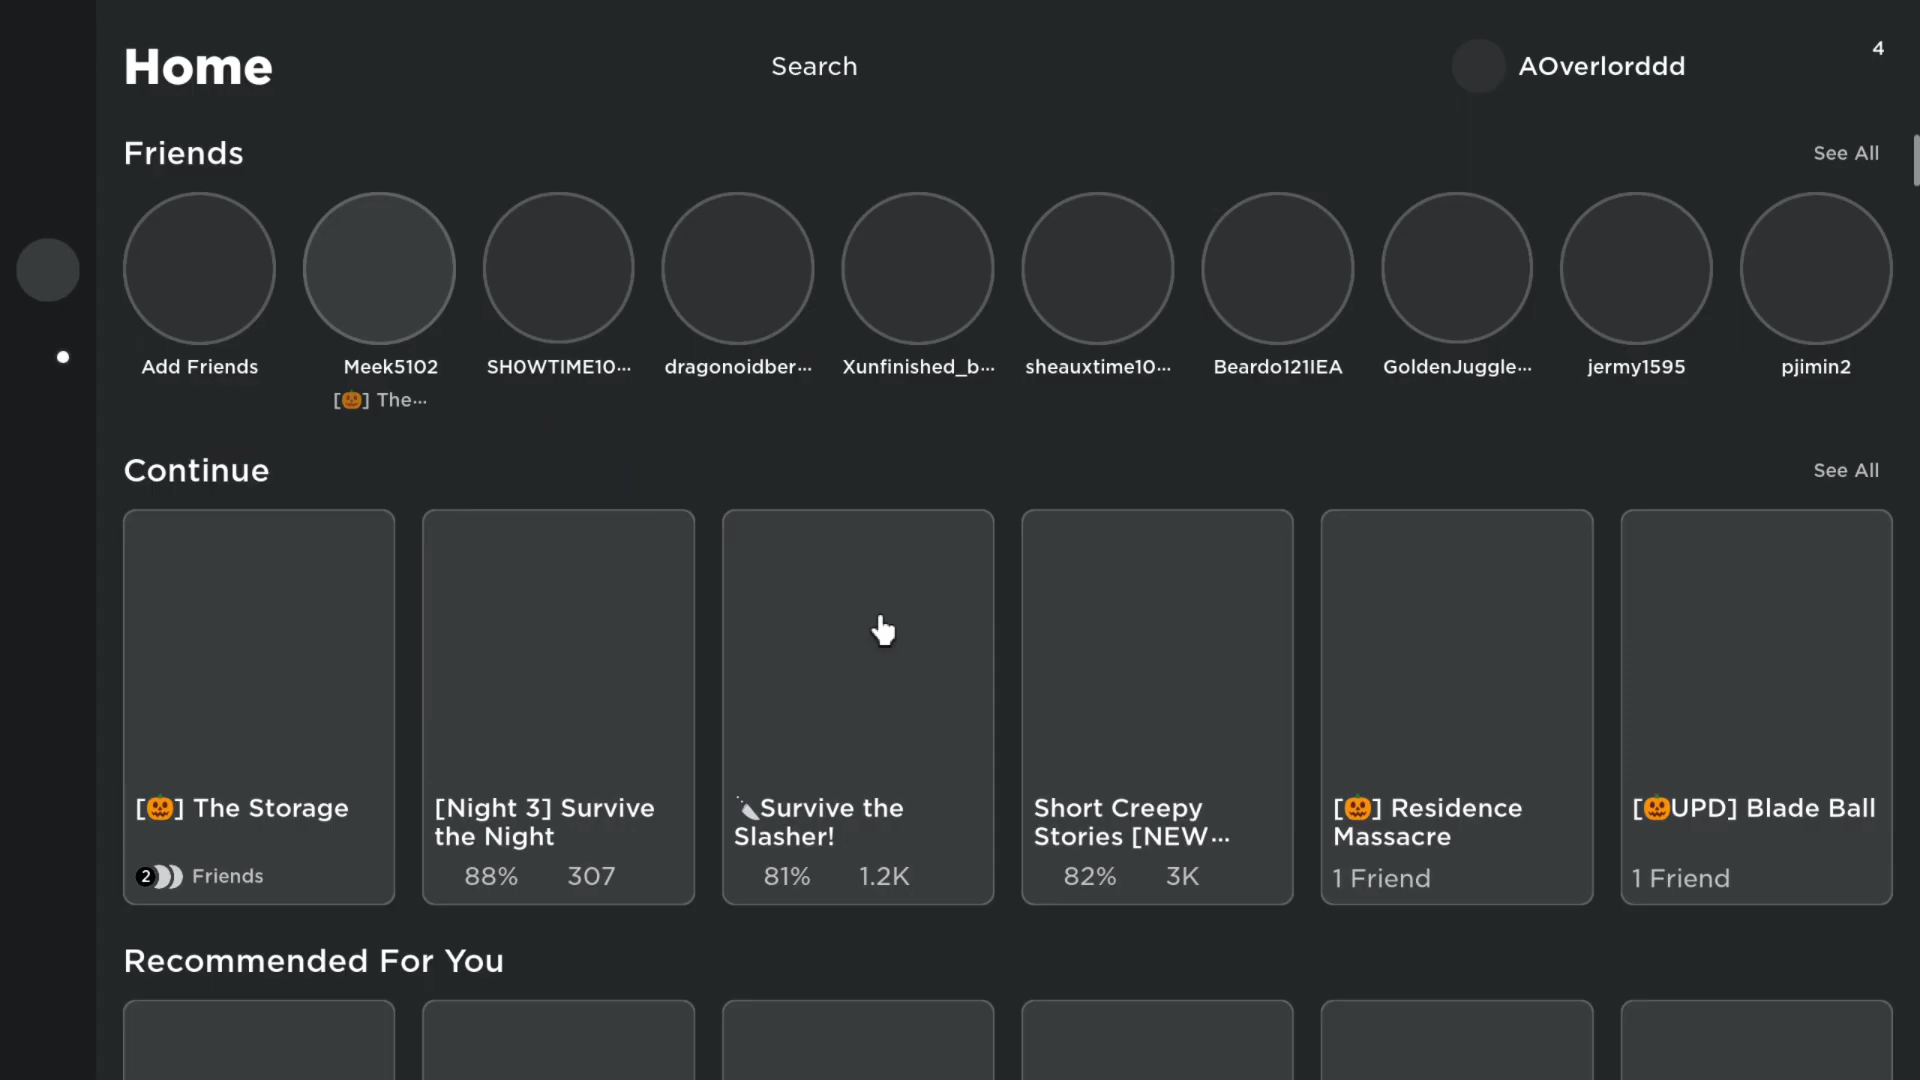 Home
Search
AOverlorddd
4
Friends
See All
Add Friends
Meek5102
SH0WTIME10...
dragonoidber...
Xunfinished_b...
sheauxtime10...
Beardo121IEA
GoldenJuggle...
jermy1595
pjimin2
[🎃] The...
Continue
See All
[🎃] The Storage
2 Friends
[Night 3] Survive
the Night
88% 307
🔪Survive the
Slasher!
81% 1.2K
Short Creepy
Stories [NEW...
82% 3K
[🎃] Residence
Massacre
1 Friend
[🎃UPD] Blade Ball
1 Friend
Recommended For You